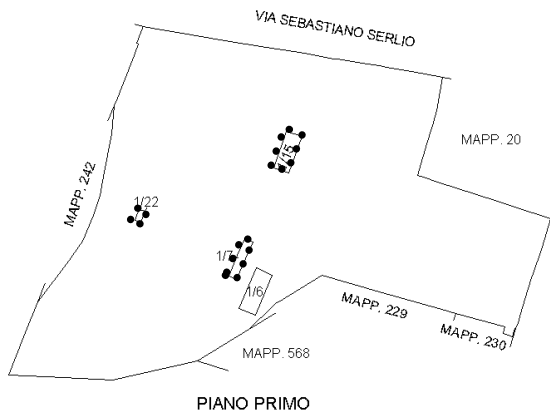 VIA SEBASTIANO SERLIO
MAPP. 20
1/15
MAPP. 242
1/22
1/7
1/6
MAPP. 229
MAPP. 230
MAPP. 568
PIANO PRIMO